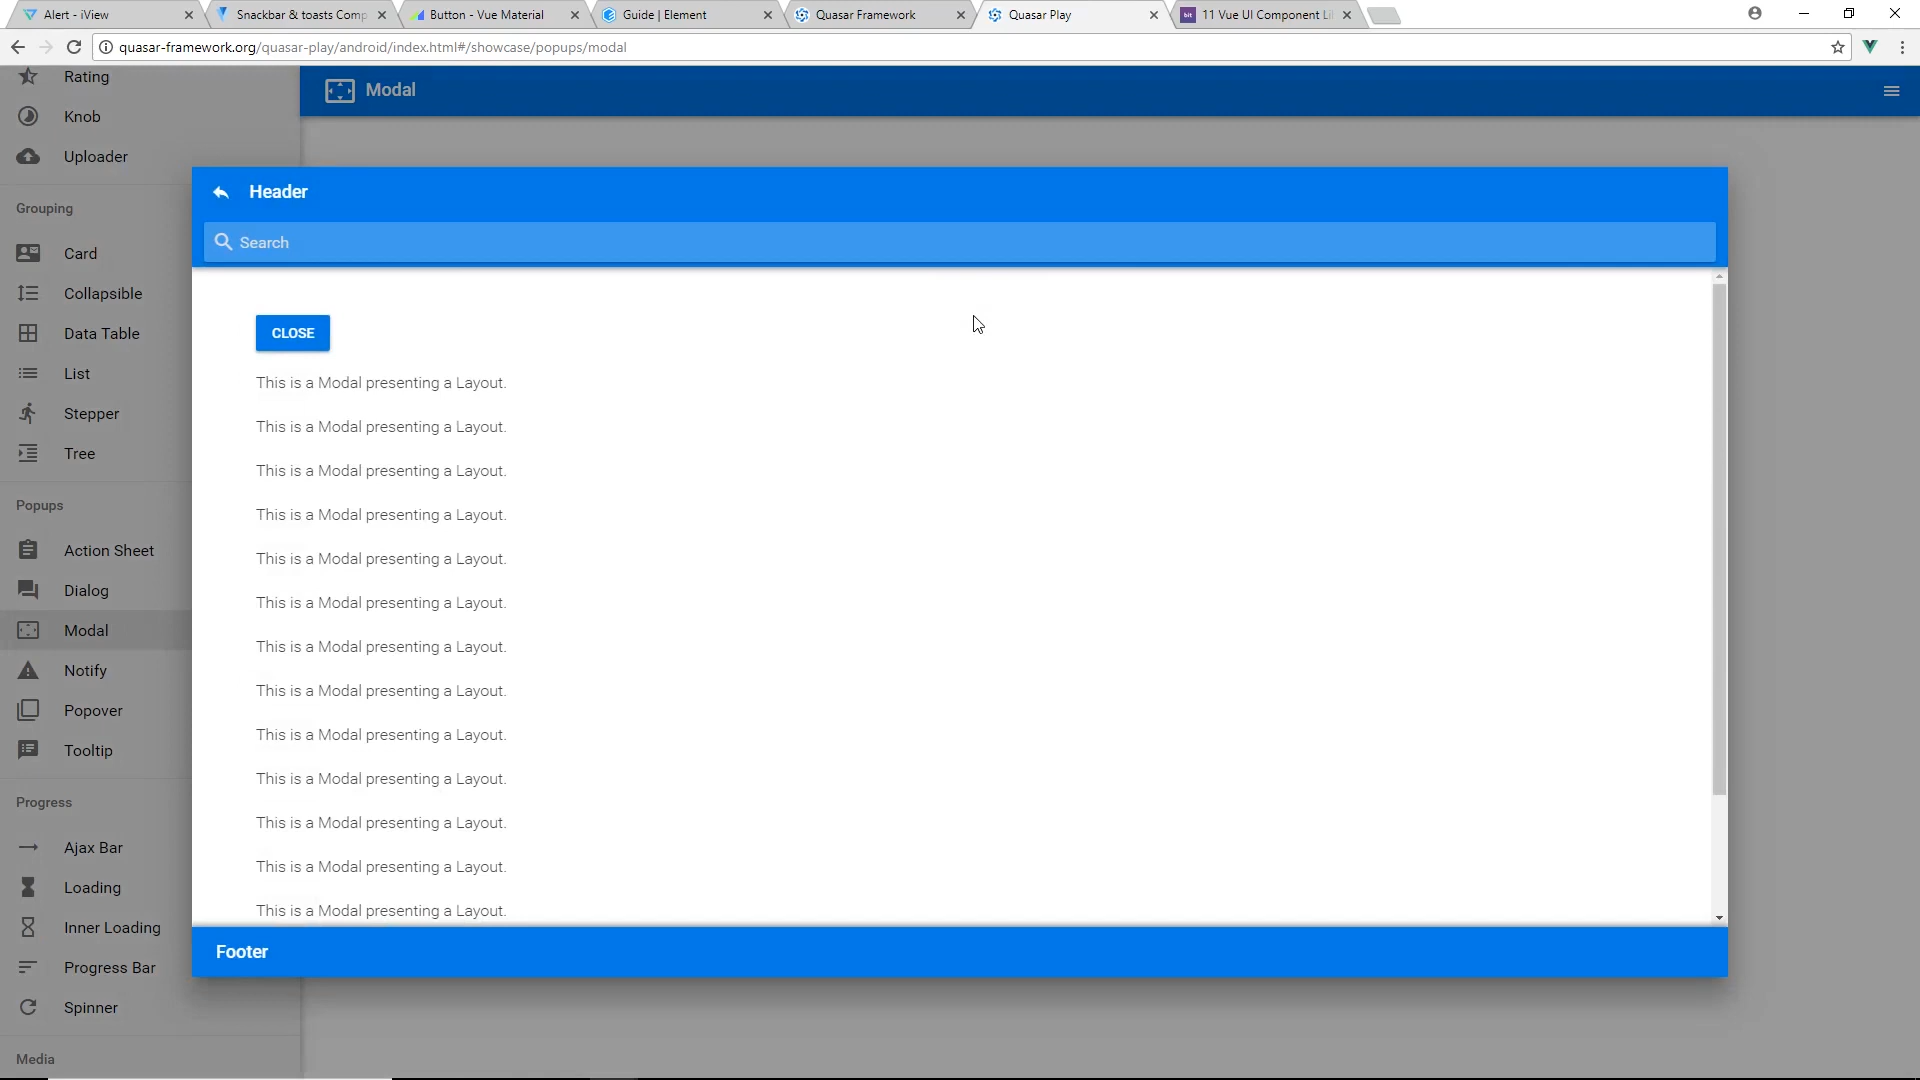 Alert - iView
Snackbar & toasts Comp
Button - Vue Material
Guide | Element
Quasar Framework
Quasar Play
bit
11 Vue UI Component Li
quasar-framework.org/quasar-play/android/index.html#/showcase/popups/modal
Rating
Knob
Uploader
Grouping
Card
Collapsible
Data Table
List
Stepper
Tree
Popups
Action Sheet
Dialog
Modal
Notify
Popover
Tooltip
Progress
Ajax Bar
Loading
Inner Loading
Progress Bar
Spinner
Media
Modal
Header
Search
CLOSE
This is a Modal presenting a Layout.
This is a Modal presenting a Layout.
This is a Modal presenting a Layout.
This is a Modal presenting a Layout.
This is a Modal presenting a Layout.
This is a Modal presenting a Layout.
This is a Modal presenting a Layout.
This is a Modal presenting a Layout.
This is a Modal presenting a Layout.
This is a Modal presenting a Layout.
This is a Modal presenting a Layout.
This is a Modal presenting a Layout.
This is a Modal presenting a Layout.
Footer